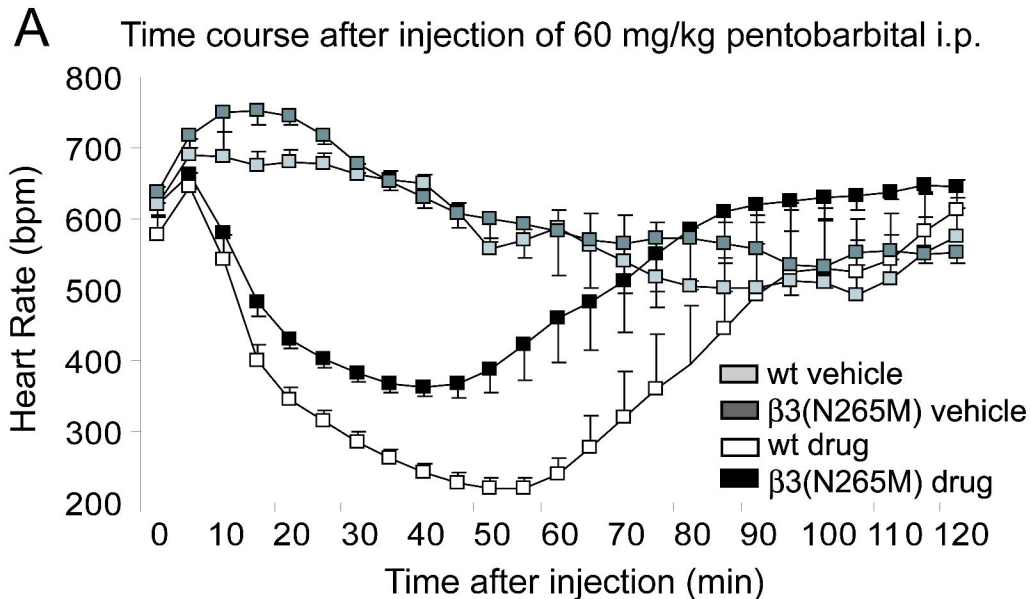 A
Time course after injection of 60 mg/kg pentobarbital i.p.
800
700
600
500
400
300
200
Heart Rate (bpm)
wt vehicle
β3(N265M) vehicle
wt drug
β3(N265M) drug
0 10 20 30 40 50 60 70 80 90 100 110 120
Time after injection (min)